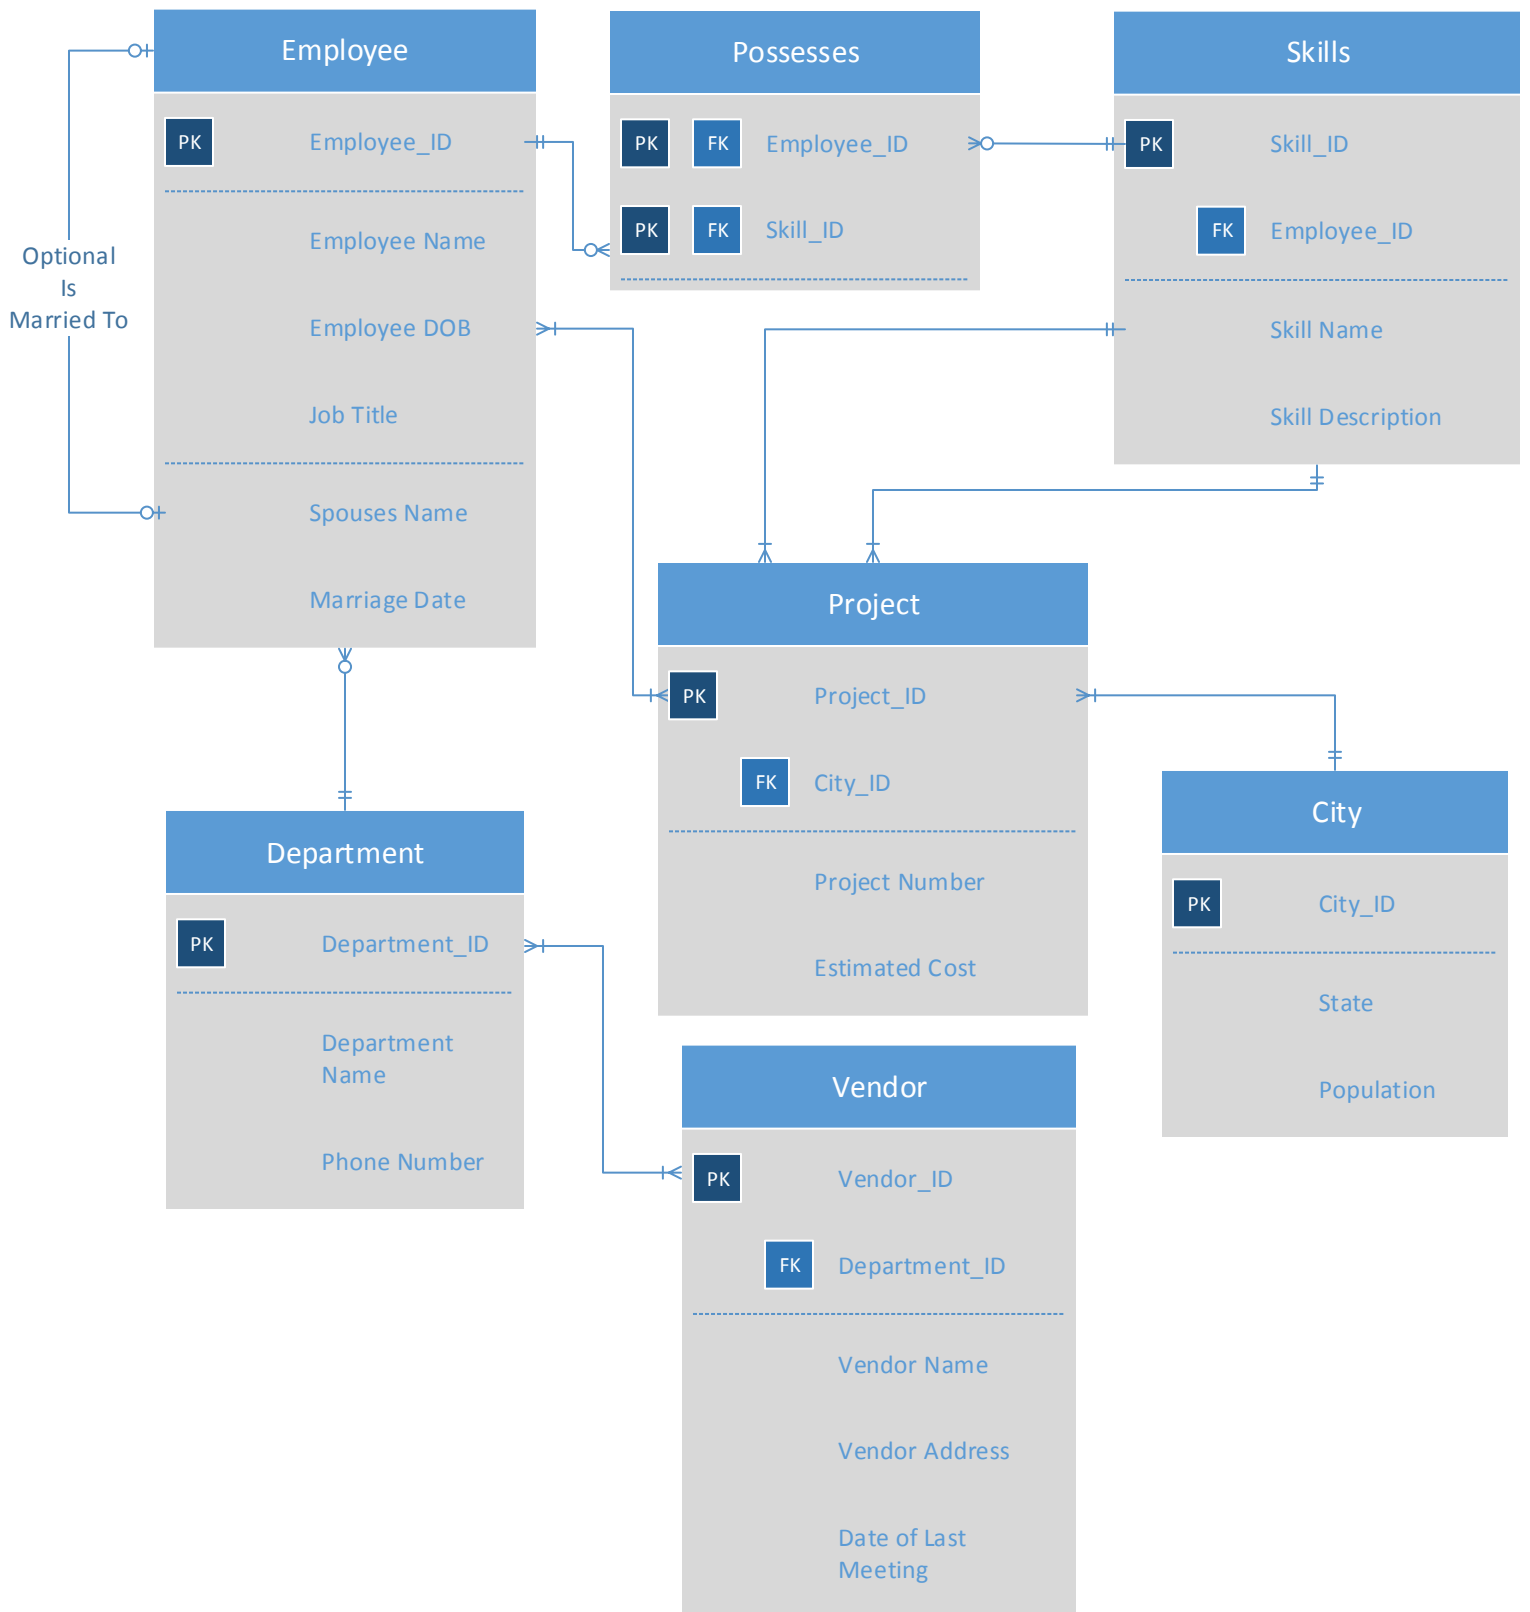 Employee
PK Employee_ID
Employee Name
Employee DOB
Job Title
Spouses Name
Marriage Date
Optional
Is
Married To
Possesses
PK FK Employee_ID
PK FK Skill_ID
Skills
PK Skill_ID
FK Employee_ID
Skill Name
Skill Description
Project
PK Project_ID
FK City_ID
Project Number
Estimated Cost
City
PK City_ID
State
Population
Department
PK Department_ID
Department
Name
Phone Number
Vendor
PK Vendor_ID
FK Department_ID
Vendor Name
Vendor Address
Date of Last
Meeting